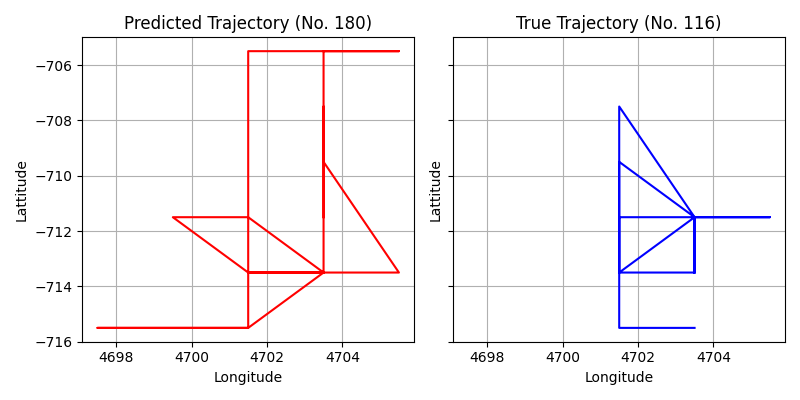 Predicted Trajectory (No. 180)
True Trajectory (No. 116)
−706
−708
−710
−712
−714
−716
Lattitude
Lattitude
4698 4700 4702 4704
4698 4700 4702 4704
Longitude
Longitude